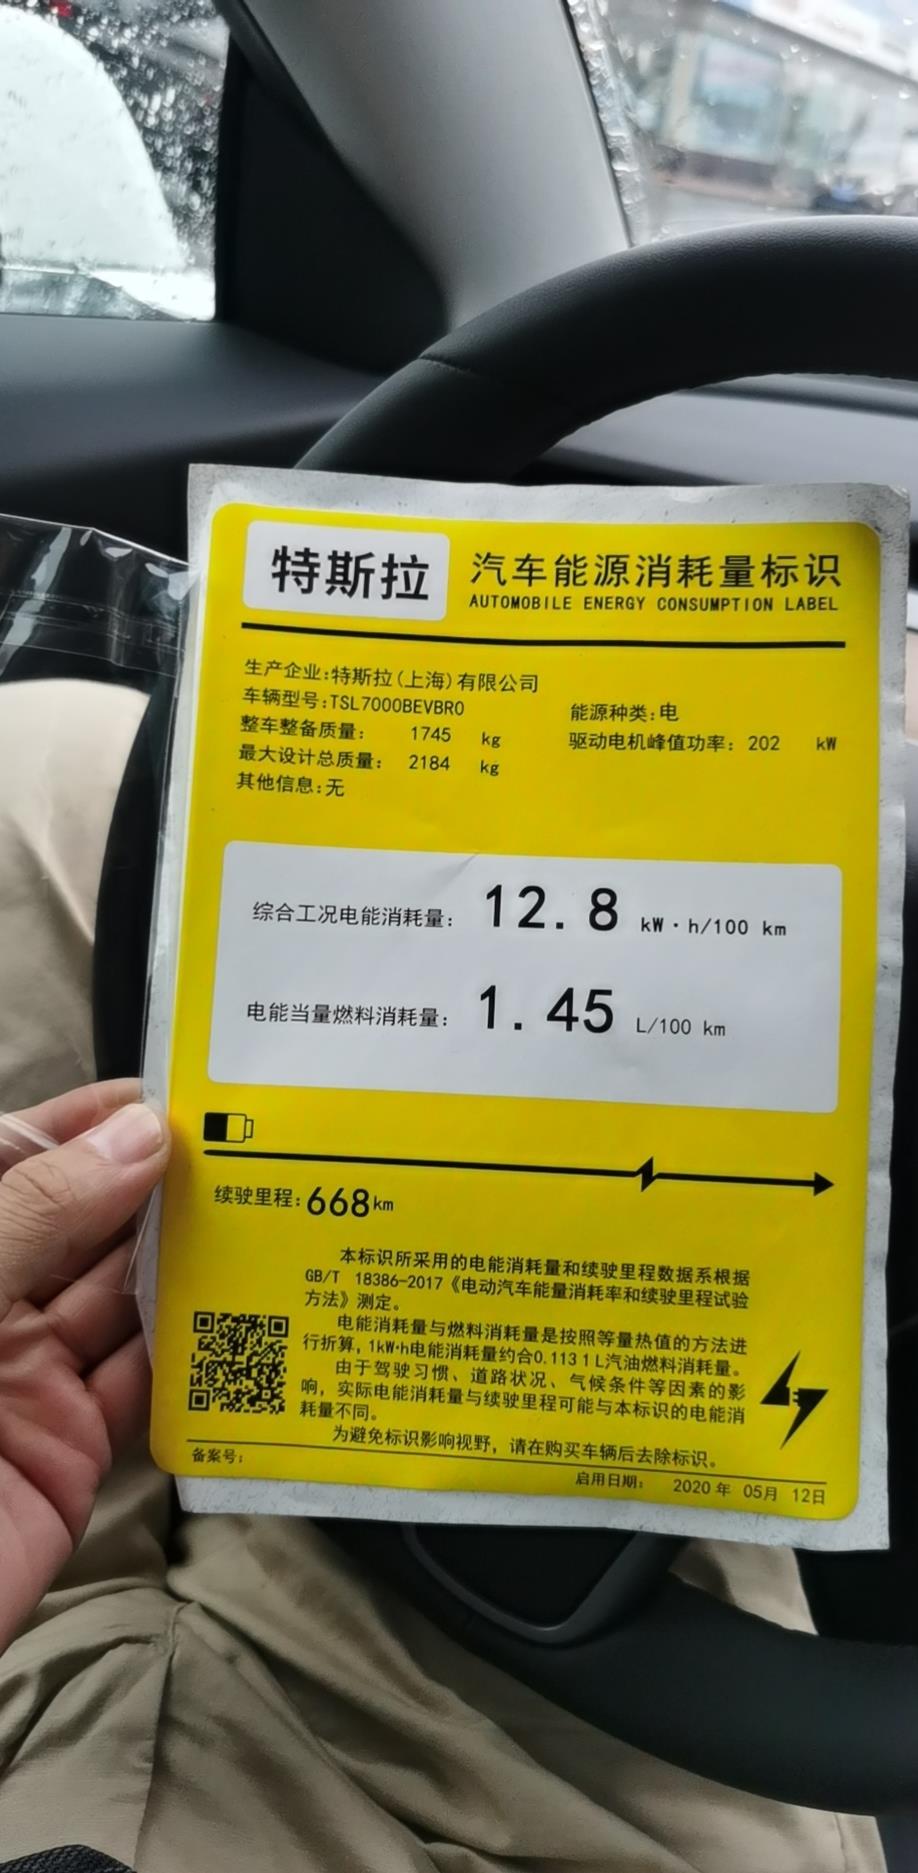 特斯拉
汽车能源消耗量标识
AUTOMOBILE ENERGY CONSUMPTION LABEL
生产企业:特斯拉(上海)有限公司
车辆型号:TSL7000BEVBR0
能源种类:电
整车整备质量: 1745 kg
驱动电机峰值功率: 202 kW
最大设计总质量: 2184 kg
其他信息:无
综合工况电能消耗量: 12.8 kW·h/100 km
电能当量燃料消耗量: 1.45 L/100 km
续驶里程:668km
本标识所采用的电能消耗量和续驶里程数据系根据
GB/T 18386-2017《电动汽车能量消耗率和续驶里程试验
方法》测定。
电能消耗量与燃料消耗量是按照等量热值的方法进
行折算,1kW·h电能消耗量约合0.1131L汽油燃料消耗量。
由于驾驶习惯、道路状况、气候条件等因素的影
响,实际电能消耗量与续驶里程可能与本标识的电能消
耗量不同。
为避免标识影响视野,请在购买车辆后去除标识。
备案号:
启用日期: 2020年 05月 12日